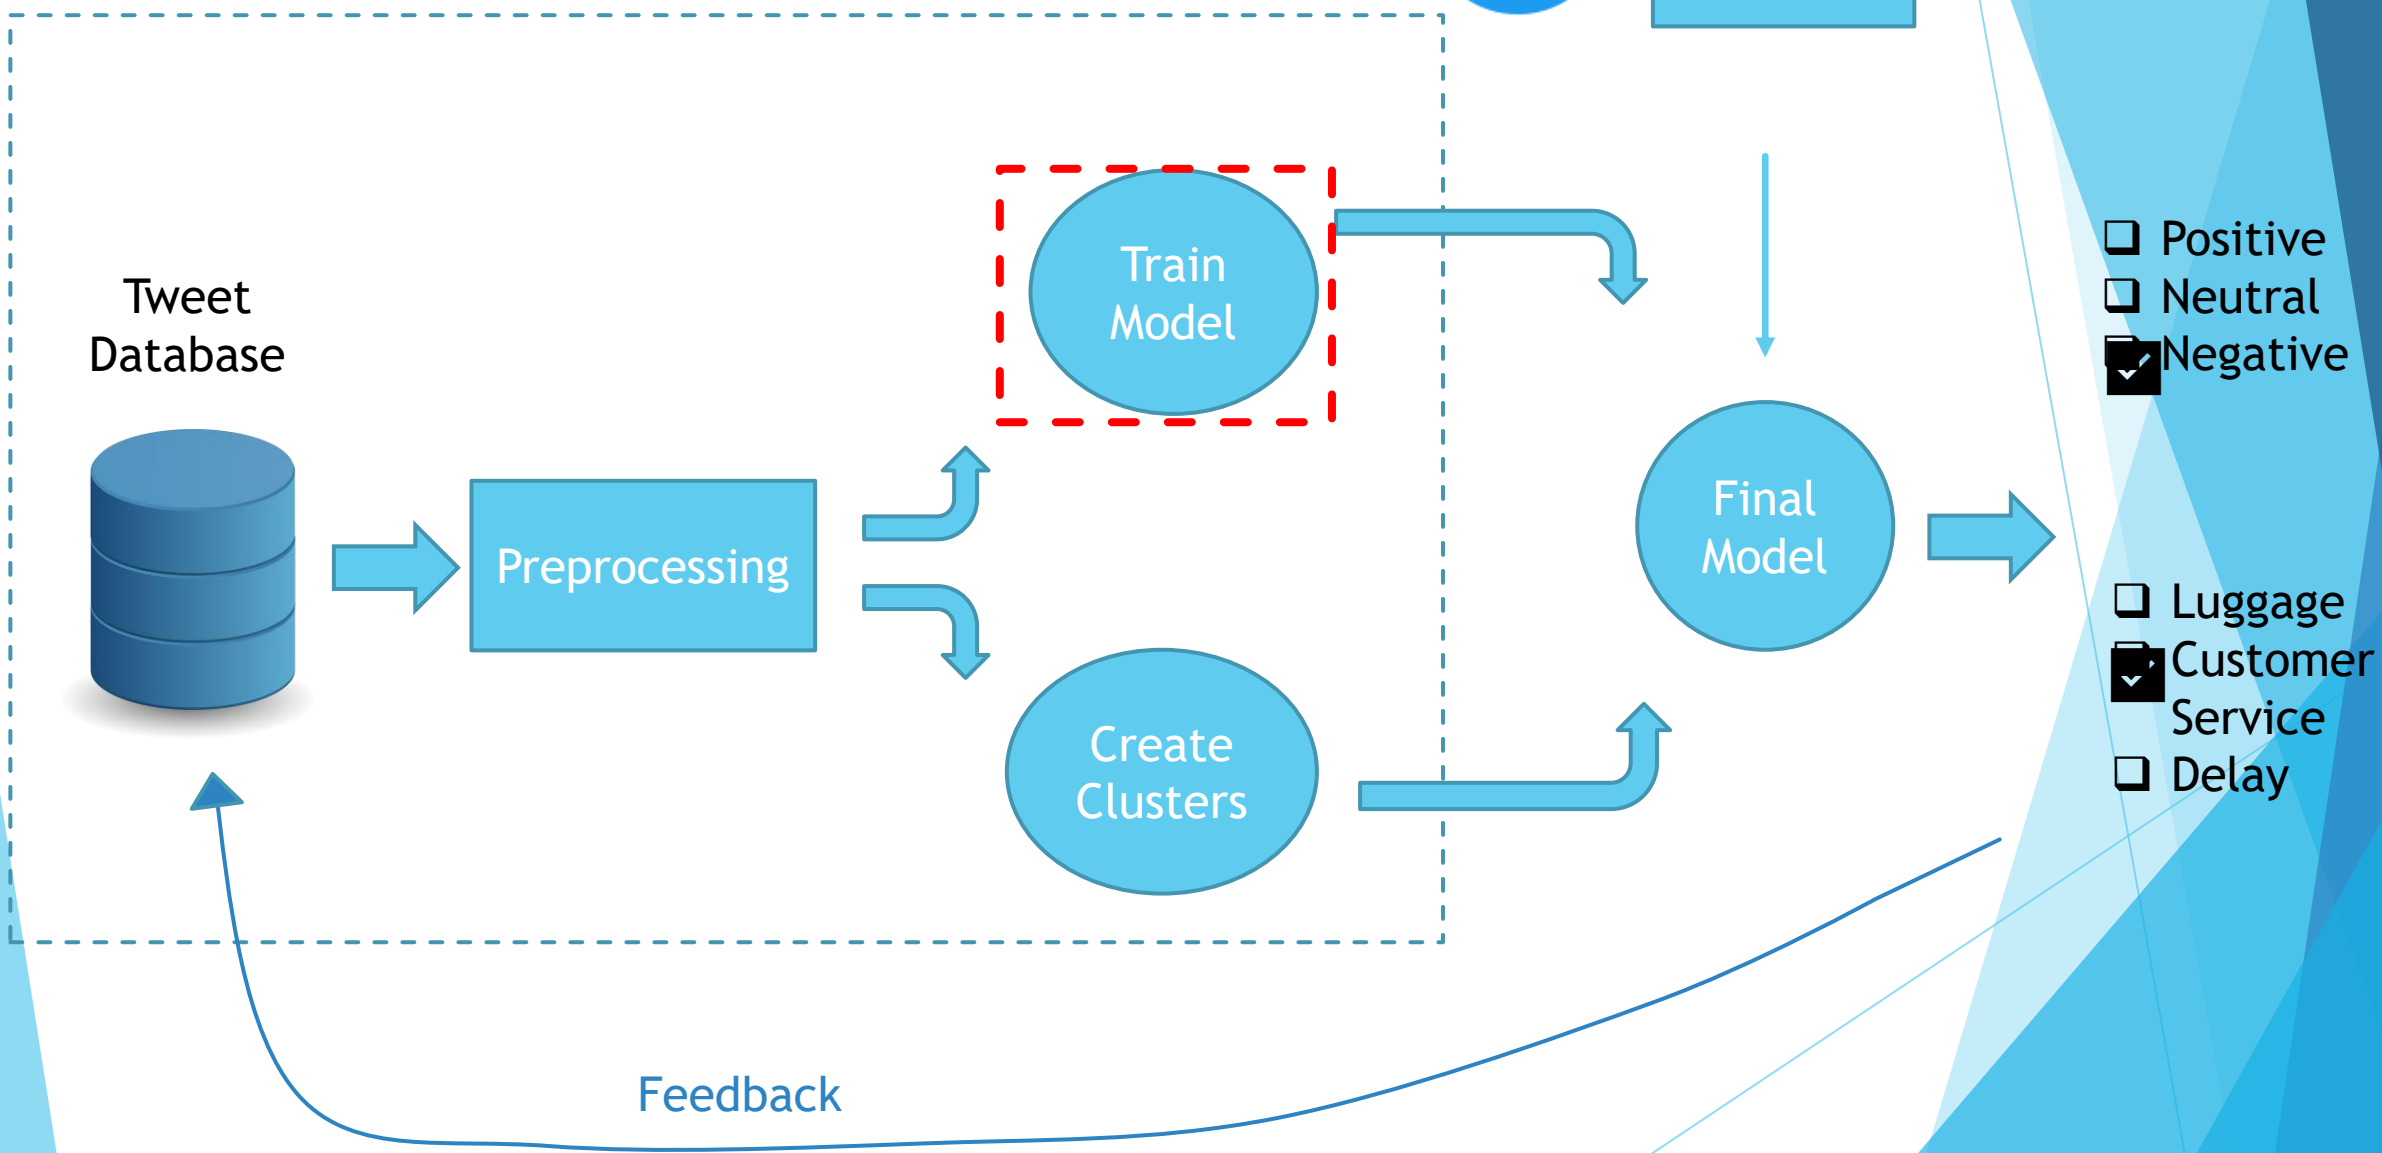 Tweet
Database
Preprocessing
Train
Model
Create
Clusters
Final
Model
Positive
Neutral
Negative
Luggage
Customer
Service
Delay
Feedback